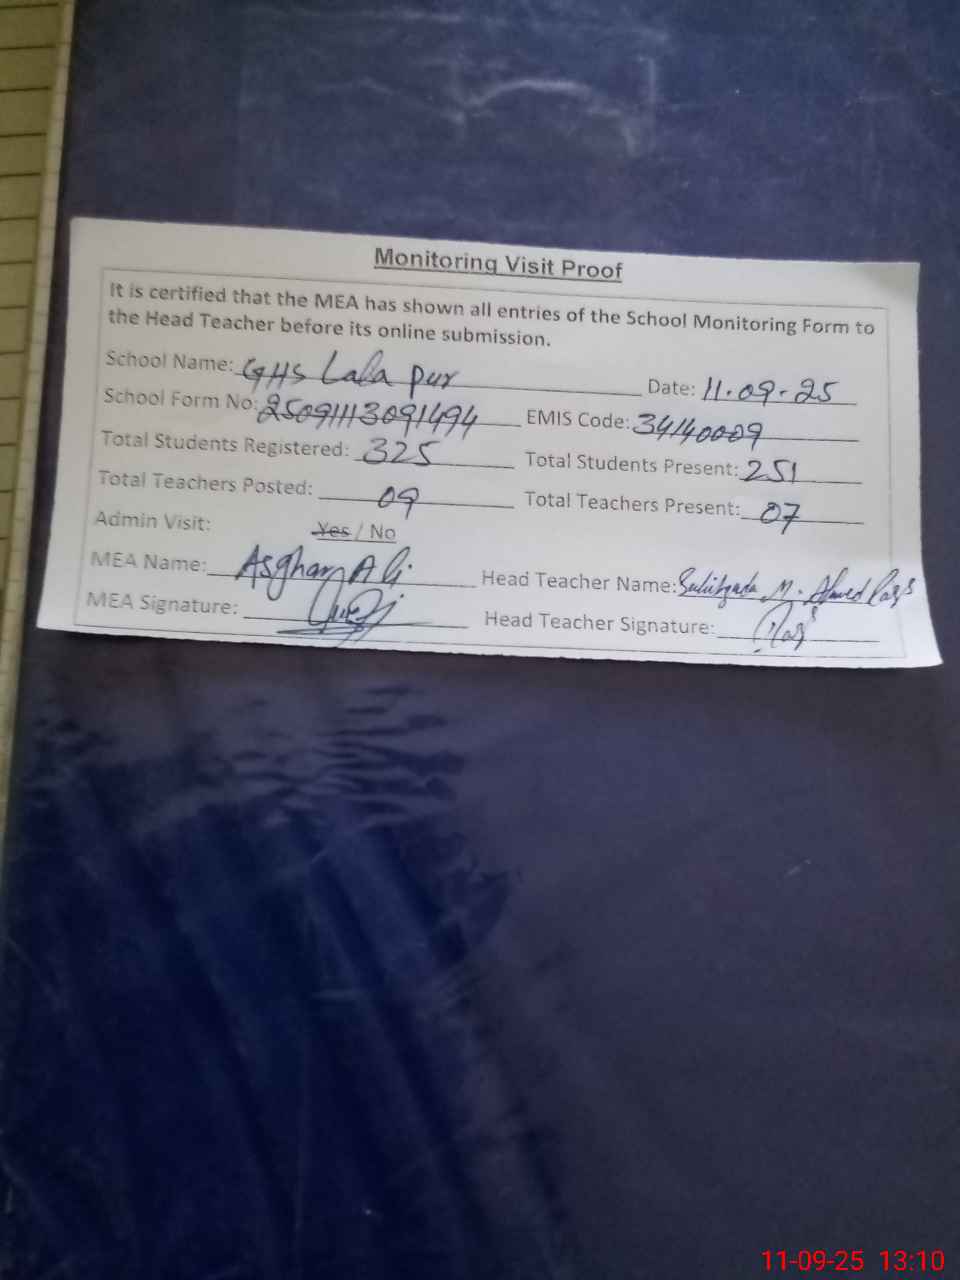 Monitoring Visit Proof
It is certified that the MEA has shown all entries of the School Monitoring Form to
the Head Teacher before its online submission.
School Name: GHS Lala pur Date: 11.09.25
School Form No: 25091113091494 EMIS Code: 34140009
Total Students Registered: 325 Total Students Present: 251
Total Teachers Posted: 09 Total Teachers Present: 07
Admin Visit: Yes / No
MEA Name: Asghar Ali Head Teacher Name: M. Ahmed
MEA Signature: Head Teacher Signature:
11-09-25 13:10